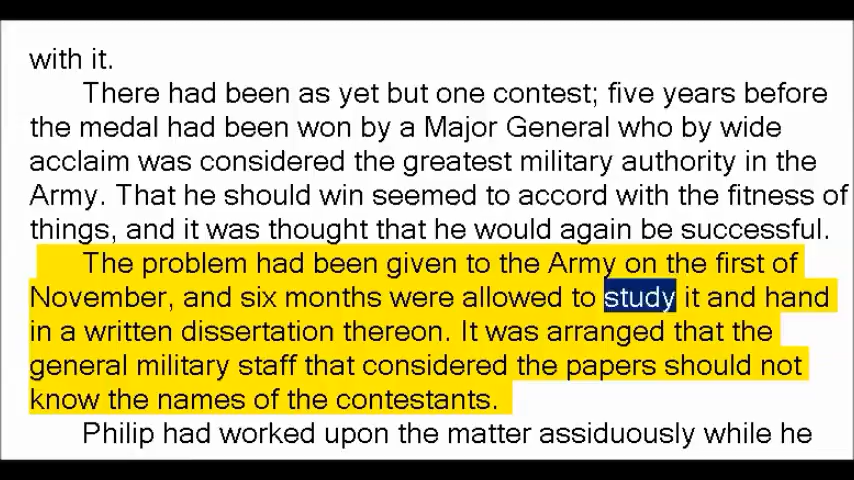 with it.
There had been as yet but one contest; five years before
the medal had been won by a Major General who by wide
acclaim was considered the greatest military authority in the
Army. That he should win seemed to accord with the fitness of
things, and it was thought that he would again be successful.
The problem had been given to the Army on the first of
November, and six months were allowed to study it and hand
in a written dissertation thereon. It was arranged that the
general military staff that considered the papers should not
know the names of the contestants.
Philip had worked upon the matter assiduously while he